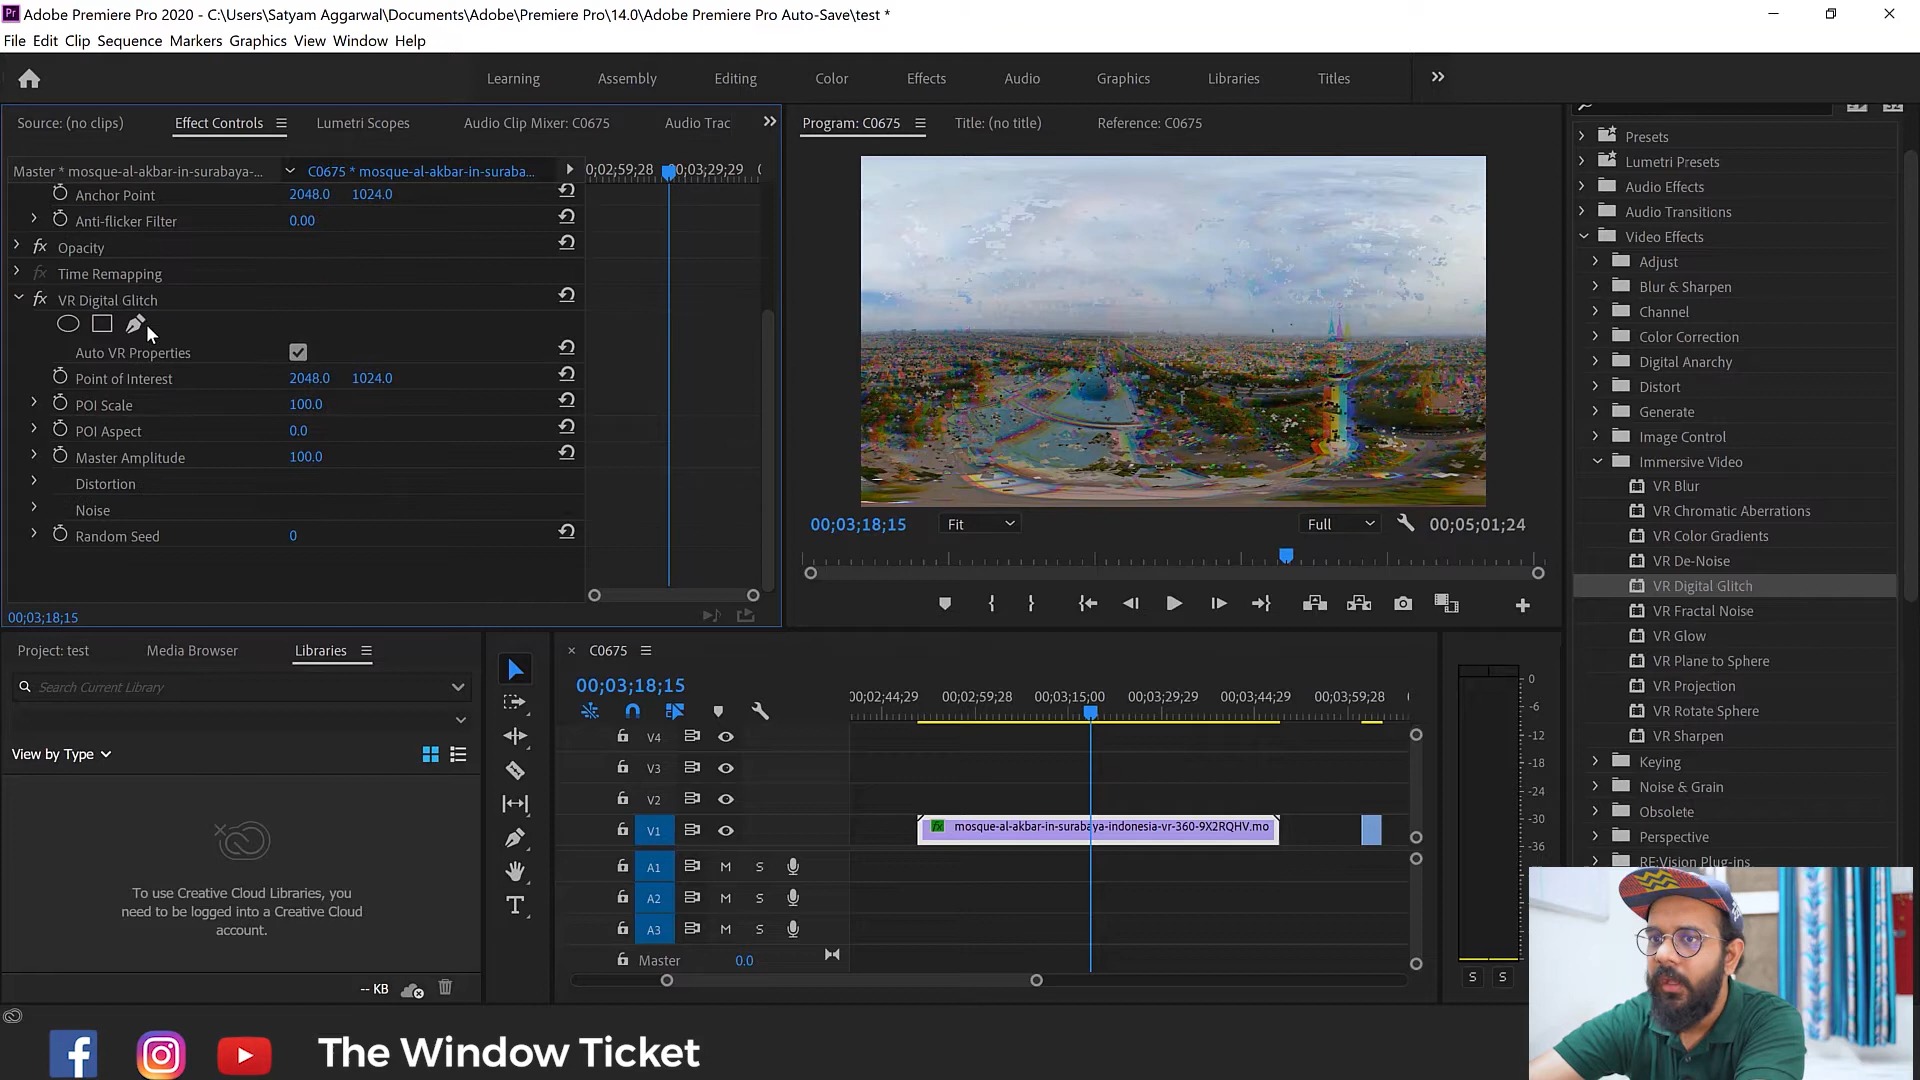 Adobe Premiere Pro 2020 - C:\Users\Satyam Aggarwal\Documents\Adobe\Premiere Pro\14.0\Adobe Premiere Pro Auto-Save\test *
File Edit Clip Sequence Markers Graphics View Window Help
Learning Assembly Editing Color Effects Audio Graphics Libraries Titles
Source: (no clips) Effect Controls Lumetri Scopes Audio Clip Mixer: C0675 Audio Trac
Program: C0675 Title: (no title) Reference: C0675
Master * mosque-al-akbar-in-surabaya-... C0675 * mosque-al-akbar-in-suraba... 0;02;59;28 00;03;29;29
Anchor Point 2048.0 1024.0
Anti-flicker Filter 0.00
fx Opacity
fx Time Remapping
fx VR Digital Glitch
Auto VR Properties
Point of Interest 2048.0 1024.0
POI Scale 100.0
POI Aspect 0.0
Master Amplitude 100.0
Distortion
Noise
Random Seed 0
00;03;18;15
00;03;18;15 Fit Full 00;05;01;24
Presets
Lumetri Presets
Audio Effects
Audio Transitions
Video Effects
Adjust
Blur & Sharpen
Channel
Color Correction
Digital Anarchy
Distort
Generate
Image Control
Immersive Video
VR Blur
VR Chromatic Aberrations
VR Color Gradients
VR De-Noise
VR Digital Glitch
VR Fractal Noise
VR Glow
VR Plane to Sphere
VR Projection
VR Rotate Sphere
VR Sharpen
Keying
Noise & Grain
Obsolete
Perspective
RE:Vision Plug-ins
Project: test Media Browser Libraries
Search Current Library
View by Type
To use Creative Cloud Libraries, you
need to be logged into a Creative Cloud
account.
-- KB
C0675
00;03;18;15
00;02;44;29 00;02;59;28 00;03;15;00 00;03;29;29 00;03;44;29 00;03;59;28
V4
V3
V2
V1 fx mosque-al-akbar-in-surabaya-indonesia-vr-360-9X2RQHV.mo
A1 M S
A2 M S
A3 M S
Master 0.0
0
-6
-12
-18
-24
-30
-36
S S
The Window Ticket